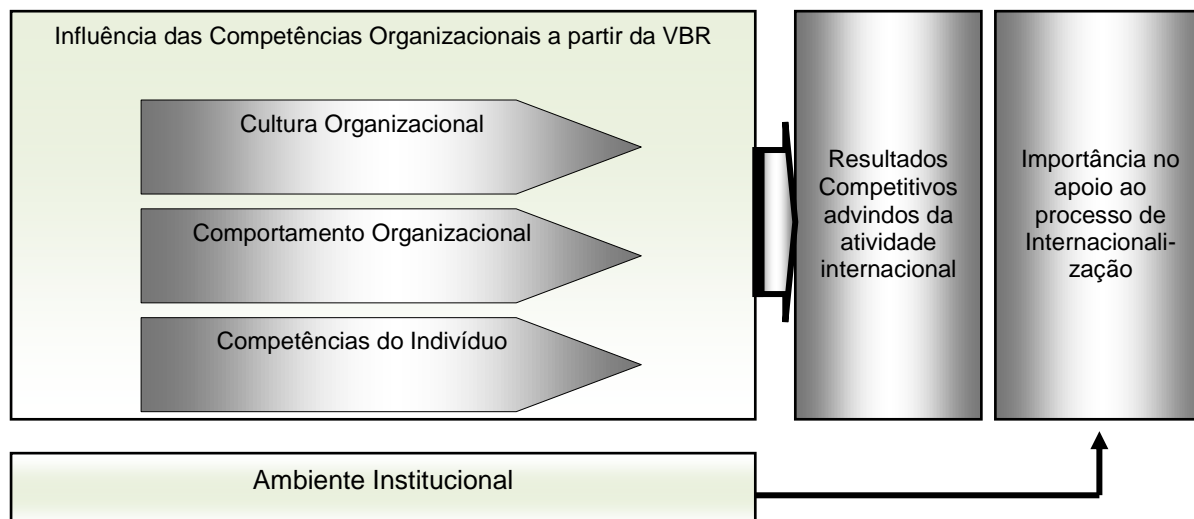 Influência das Competências Organizacionais a partir da VBR
Cultura Organizacional
Comportamento Organizacional
Competências do Indivíduo
Resultados
Competitivos
advindos da
atividade
internacional
Importância no
apoio ao
processo de
Internacionali-
zação
Ambiente Institucional